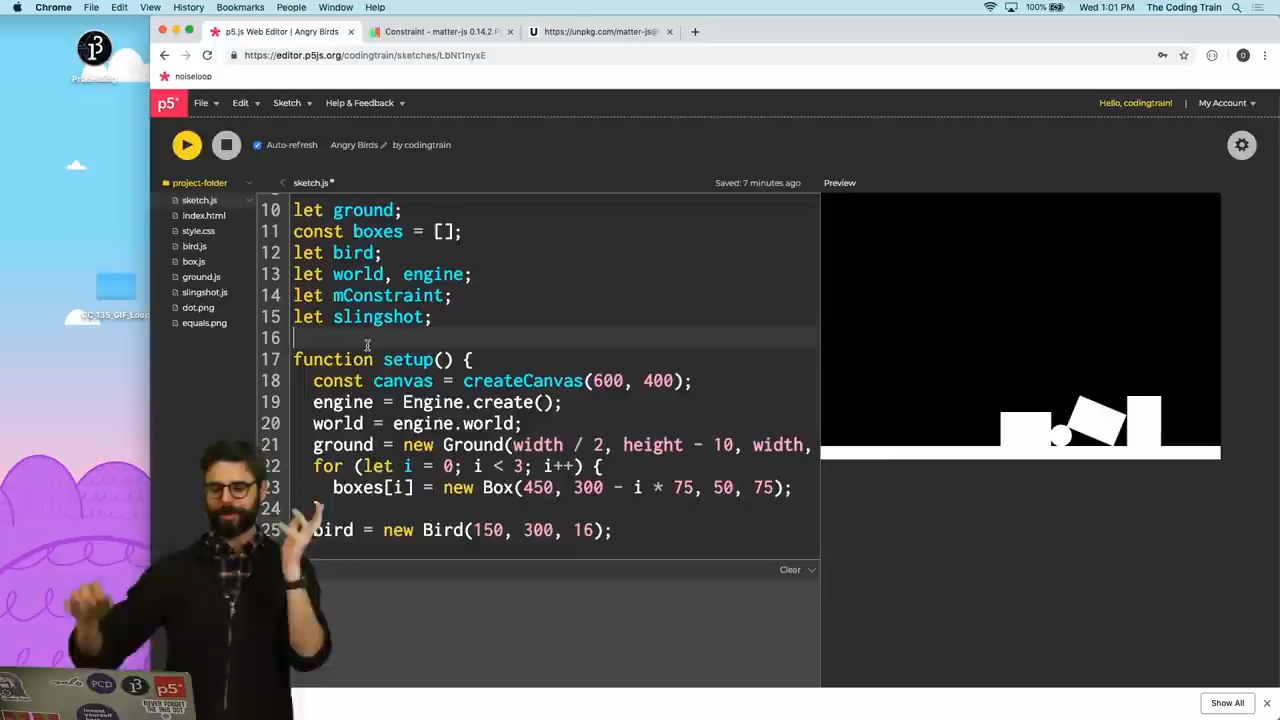 Chrome File Edit View History Bookmarks People Window Help
100% Wed 1:01 PM The Coding Train
p5.js Web Editor | Angry Birds
Constraint - matter-js 0.14.2 P
https://unpkg.com/matter-js@
https://editor.p5js.org/codingtrain/sketches/LbNt1nyxE
noiseloop
Processing
p5* File Edit Sketch Help & Feedback
Hello, codingtrain! | My Account
Auto-refresh Angry Birds by codingtrain
project-folder
sketch.js
index.html
style.css
bird.js
box.js
ground.js
slingshot.js
dot.png
equals.png
CC_135_GIF_Loop
sketch.js
Saved: 7 minutes ago
Preview
10 let ground;
11 const boxes = [];
12 let bird;
13 let world, engine;
14 let mConstraint;
15 let slingshot;
16
17 function setup() {
18 const canvas = createCanvas(600, 400);
19 engine = Engine.create();
20 world = engine.world;
21 ground = new Ground(width / 2, height - 10, width,
22 for (let i = 0; i < 3; i++) {
23 boxes[i] = new Box(450, 300 - i * 75, 50, 75);
24
25 bird = new Bird(150, 300, 16);
Clear
PCD
p5*
NEVER FORGET
THE THIS DOT
Show All